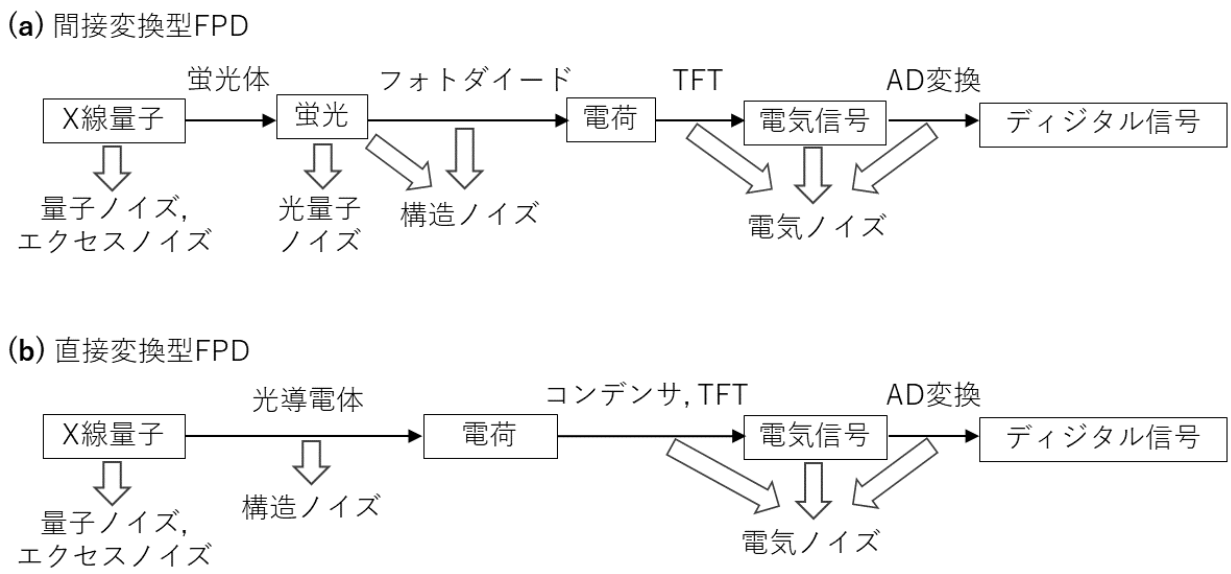 (a) 間接変換型FPD
蛍光体
フォトダイード
TFT
AD変換
X線量子
蛍光
電荷
電気信号
ディジタル信号
量子ノイズ,
エクセスノイズ
光量子
ノイズ
構造ノイズ
電気ノイズ
(b) 直接変換型FPD
光導電体
コンデンサ, TFT
AD変換
X線量子
電荷
電気信号
ディジタル信号
構造ノイズ
量子ノイズ,
エクセスノイズ
電気ノイズ